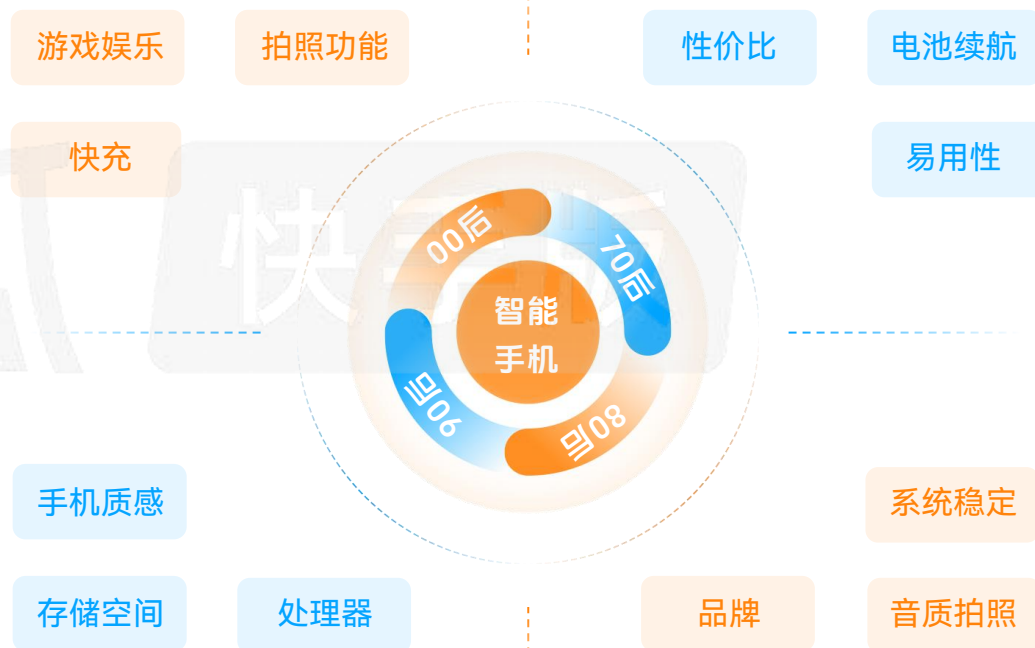 游戏娱乐
拍照功能
性价比
电池续航
快充
易用性
00后
70后
智能
手机
90后
80后
手机质感
系统稳定
存储空间
处理器
品牌
音质拍照